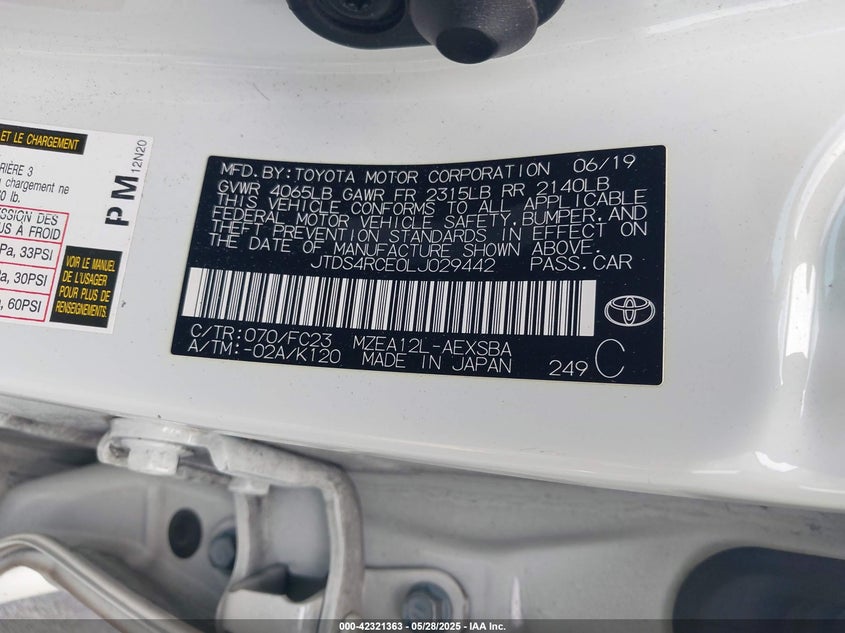 ET LE CHARGEMENT
RIÈRE 3
u chargement ne
0 lb.
ESSION DES
US À FROID
Pa, 33PSI
a, 30PSI
a, 60PSI
VOIR LE MANUEL
DE L'USAGER
POUR PLUS DE
RENSEIGNEMENTS.
PM
12N20
MFD.BY:TOYOTA MOTOR CORPORATION 06/19
GVWR 4065LB GAWR FR 2315LB RR 2140LB
THIS VEHICLE CONFORMS TO ALL APPLICABLE
FEDERAL MOTOR VEHICLE SAFETY,BUMPER,AND
THEFT PREVENTION STANDARDS IN EFFECT ON
THE DATE OF MANUFACTURE SHOWN ABOVE.
JTDS4RCE0LJ029442 PASS.CAR
C/TR:070/FC23 MZEA12L-AEXSBA
A/TM:-02A/K120 MADE IN JAPAN 249 C
000-42321363 / 05/28/2025 - IAA Inc.